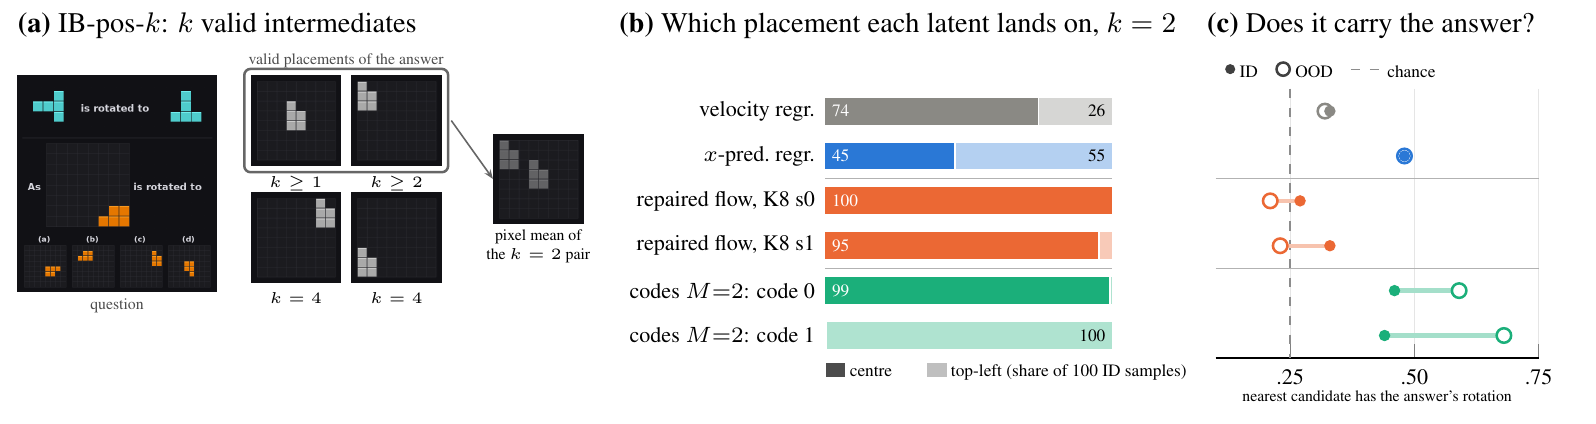 (a) IB-pos-k: k valid intermediates
valid placements of the answer
is rotated to
As
is rotated to
(a) (b) (c) (d)
question
k ≥ 1
k ≥ 2
k = 4
k = 4
pixel mean of
the k = 2 pair
(b) Which placement each latent lands on, k = 2
velocity regr. 74 26
x-pred. regr. 45 55
repaired flow, K8 s0 100
repaired flow, K8 s1 95
codes M=2: code 0 99
codes M=2: code 1 100
centre top-left (share of 100 ID samples)
(c) Does it carry the answer?
ID OOD chance
.25 .50 .75
nearest candidate has the answer's rotation